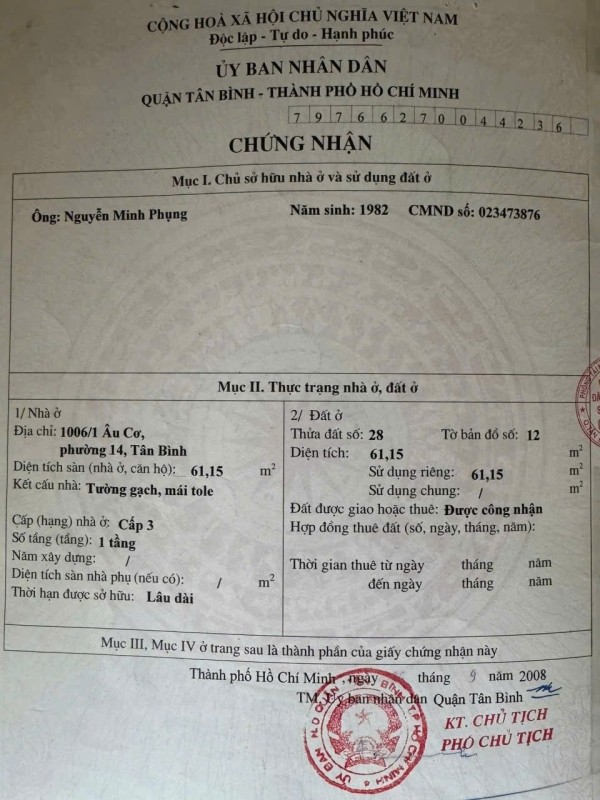 CỘNG HOÀ XÃ HỘI CHỦ NGHĨA VIỆT NAM
Độc lập - Tự do - Hạnh phúc
ỦY BAN NHÂN DÂN
QUẬN TÂN BÌNH - THÀNH PHỐ HỒ CHÍ MINH
7 9 7 6 6 2 7 0 0 4 4 2 3 6
CHỨNG NHẬN
Mục I. Chủ sở hữu nhà ở và sử dụng đất ở
Ông: Nguyễn Minh Phụng Năm sinh: 1982 CMND số: 023473876
Mục II. Thực trạng nhà ở, đất ở
1/ Nhà ở
Địa chỉ: 1006/1 Âu Cơ,
phường 14, Tân Bình
Diện tích sàn (nhà ở, căn hộ): 61,15 m2
Kết cấu nhà: Tường gạch, mái tole
Cấp (hạng) nhà ở: Cấp 3
Số tầng (tầng): 1 tầng
Năm xây dựng: /
Diện tích sàn nhà phụ (nếu có): / m2
Thời hạn được sở hữu: Lâu dài
2/ Đất ở
Thửa đất số: 28 Tờ bản đồ số: 12
Diện tích: 61,15 m2
Sử dụng riêng: 61,15 m2
Sử dụng chung: / m2
Đất được giao hoặc thuê: Được công nhận
Hợp đồng thuê đất (số, ngày, tháng, năm):
Thời gian thuê từ ngày tháng năm
đến ngày tháng năm
Mục III, Mục IV ở trang sau là thành phần của giấy chứng nhận này
Thành phố Hồ Chí Minh, ngày tháng 9 năm 2008
TM. Ủy ban nhân dân Quận Tân Bình
KT. CHỦ TỊCH
PHÓ CHỦ TỊCH